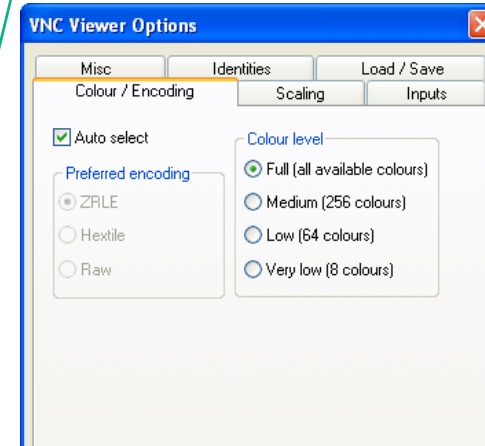 VNC Viewer Options
Misc Identities Load / Save
Colour / Encoding Scaling Inputs
Auto select
Preferred encoding
ZRLE
Hextile
Raw
Colour level
Full (all available colours)
Medium (256 colours)
Low (64 colours)
Very low (8 colours)